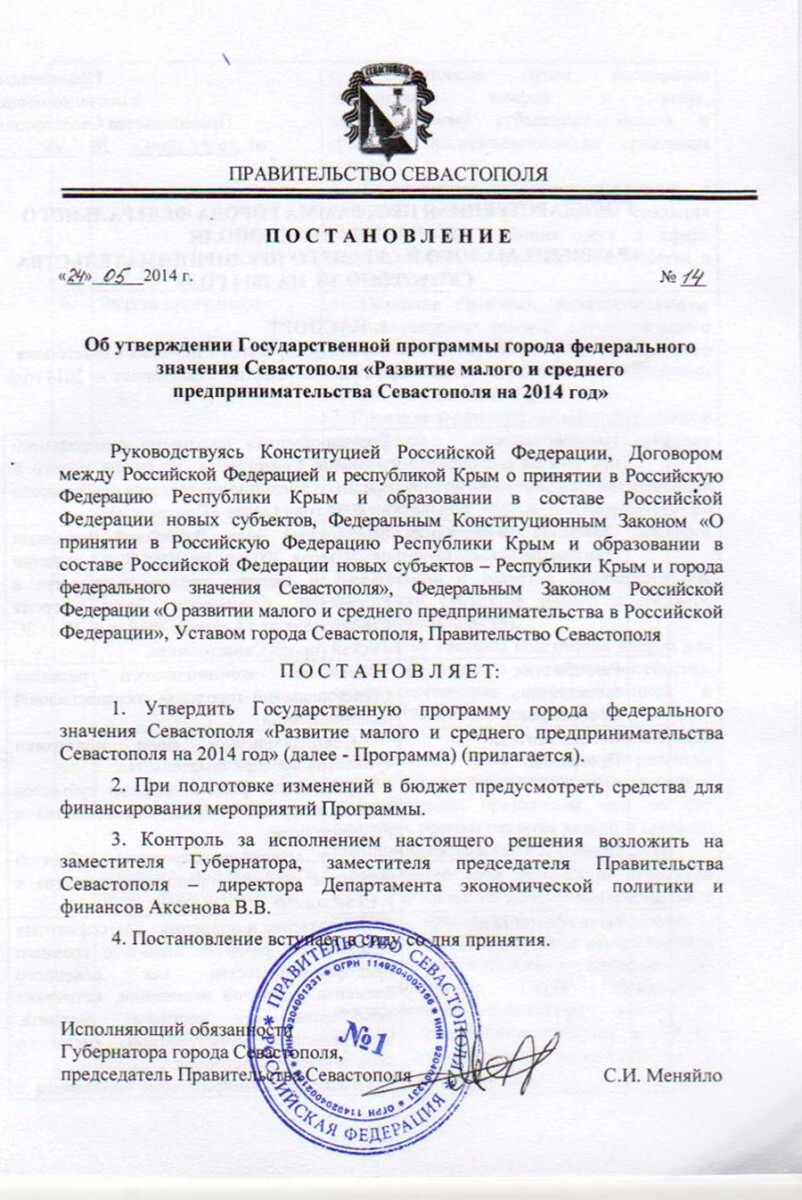 СЕВАСТОПОЛЬ
ПРАВИТЕЛЬСТВО СЕВАСТОПОЛЯ
ПОСТАНОВЛЕНИЕ
«24» 05 2014 г. № 14
Об утверждении Государственной программы города федерального
значения Севастополя «Развитие малого и среднего
предпринимательства Севастополя на 2014 год»
Руководствуясь Конституцией Российской Федерации, Договором
между Российской Федерацией и республикой Крым о принятии в Российскую
Федерацию Республики Крым и образовании в составе Российской
Федерации новых субъектов, Федеральным Конституционным Законом «О
принятии в Российскую Федерацию Республики Крым и образовании в
составе Российской Федерации новых субъектов – Республики Крым и города
федерального значения Севастополя», Федеральным Законом Российской
Федерации «О развитии малого и среднего предпринимательства в Российской
Федерации», Уставом города Севастополя, Правительство Севастополя
ПОСТАНОВЛЯЕТ:
1. Утвердить Государственную программу города федерального
значения Севастополя «Развитие малого и среднего предпринимательства
Севастополя на 2014 год» (далее - Программа) (прилагается).
2. При подготовке изменений в бюджет предусмотреть средства для
финансирования мероприятий Программы.
3. Контроль за исполнением настоящего решения возложить на
заместителя Губернатора, заместителя председателя Правительства
Севастополя – директора Департамента экономической политики и
финансов Аксенова В.В.
4. Постановление вступает в силу со дня принятия.
Исполняющий обязанности
Губернатора города Севастополя,
председатель Правительства Севастополя С.И. Меняйло
ПРАВИТЕЛЬСТВО СЕВАСТОПОЛЯ * РОССИЙСКАЯ ФЕДЕРАЦИЯ *
ОГРН 1149204002166 * ИНН 9204001231 *
№1